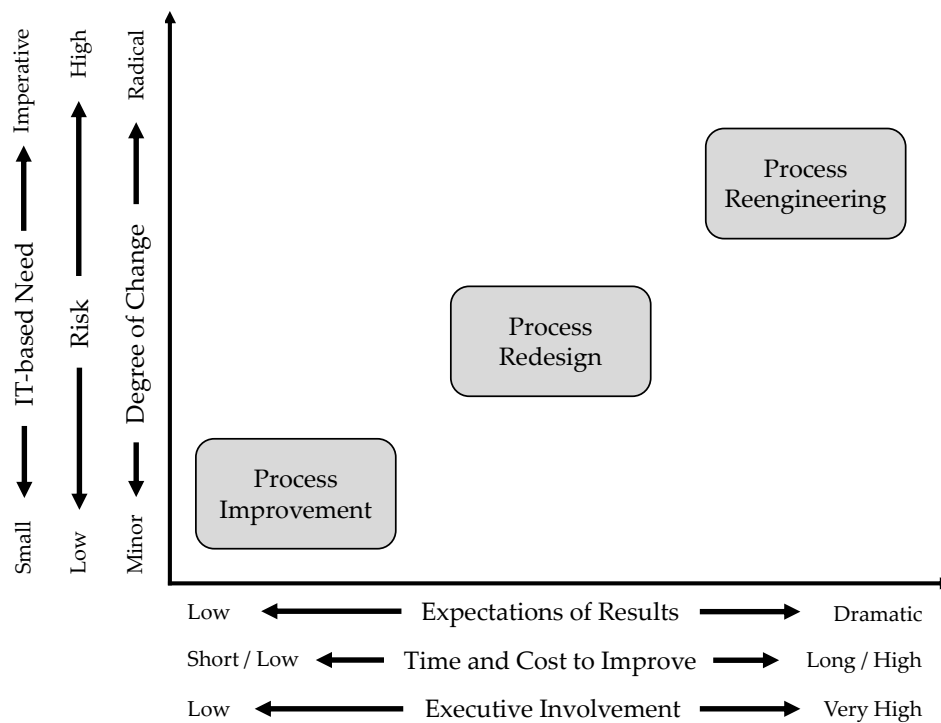 Imperative
IT-based Need
Small
High
Risk
Low
Radical
Degree of Change
Minor
Process
Reengineering
Process
Redesign
Process
Improvement
Low Expectations of Results Dramatic
Short / Low Time and Cost to Improve Long / High
Low Executive Involvement Very High